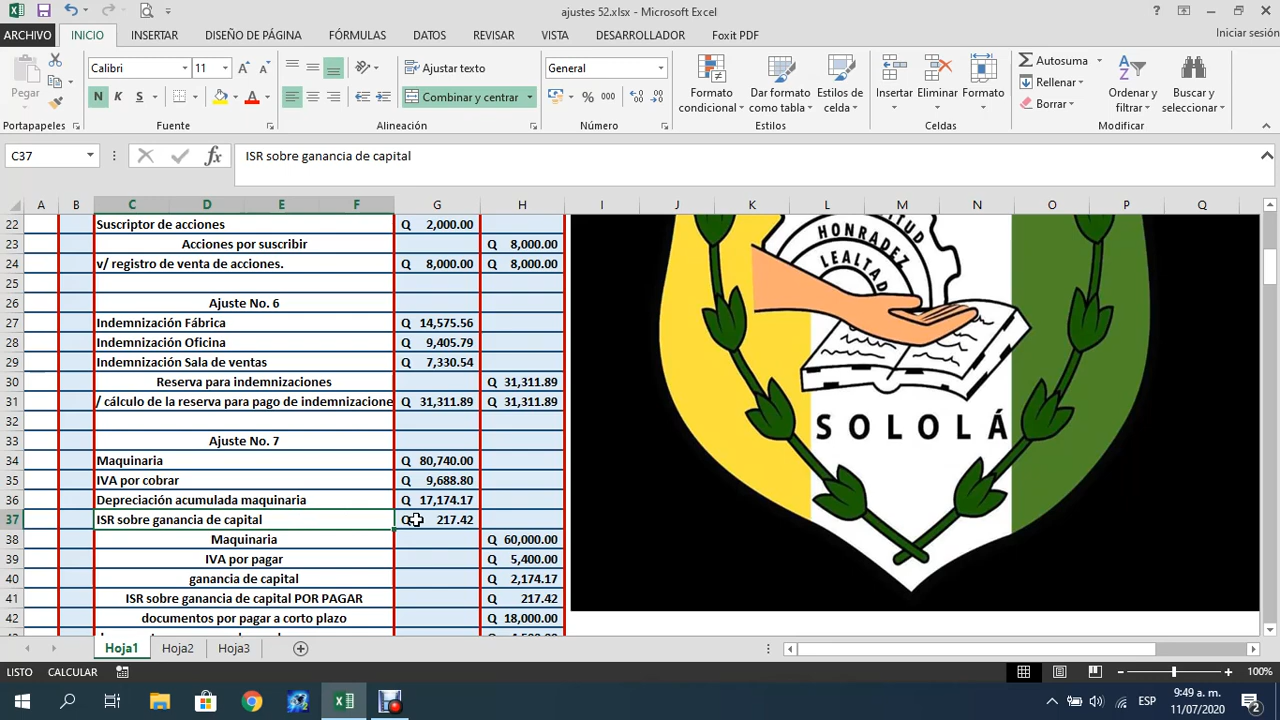 ajustes 52.xlsx - Microsoft Excel
? 
ARCHIVO INICIO INSERTAR DISEÑO DE PÁGINA FÓRMULAS DATOS REVISAR VISTA DESARROLLADOR Foxit PDF Iniciar sesión
Pegar
Calibri 11 A A
N K S A
Ajustar texto
Combinar y centrar
General
% 000
Formato condicional
Dar formato como tabla
Estilos de celda
Insertar Eliminar Formato
Autosuma
Rellenar
Borrar
Ordenar y filtrar
Buscar y seleccionar
Portapapeles Fuente Alineación Número Estilos Celdas Modificar
C37 fx ISR sobre ganancia de capital
A B C D E F G H I J K L M N O P Q
22 Suscriptor de acciones Q 2,000.00
23 Acciones por suscribir Q 8,000.00
24 v/ registro de venta de acciones. Q 8,000.00 Q 8,000.00
25
26 Ajuste No. 6
27 Indemnización Fábrica Q 14,575.56
28 Indemnización Oficina Q 9,405.79
29 Indemnización Sala de ventas Q 7,330.54
30 Reserva para indemnizaciones Q 31,311.89
31 / cálculo de la reserva para pago de indemnizacione Q 31,311.89 Q 31,311.89
32
33 Ajuste No. 7
34 Maquinaria Q 80,740.00
35 IVA por cobrar Q 9,688.80
36 Depreciación acumulada maquinaria Q 17,174.17
37 ISR sobre ganancia de capital Q 217.42
38 Maquinaria Q 60,000.00
39 IVA por pagar Q 5,400.00
40 ganancia de capital Q 2,174.17
41 ISR sobre ganancia de capital POR PAGAR Q 217.42
42 documentos por pagar a corto plazo Q 18,000.00
HONRADEZ
LEALTAD
SOLOLÁ
Hoja1 Hoja2 Hoja3
LISTO CALCULAR 100%
ESP
9:49 a. m.
11/07/2020
2